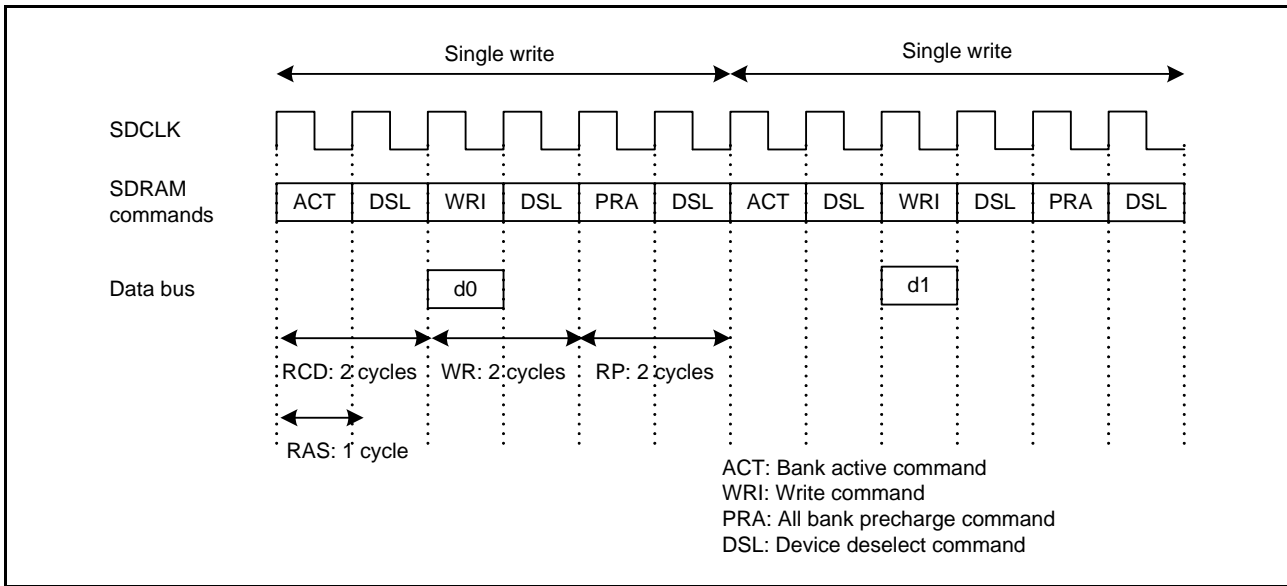 Single write Single write
SDCLK
SDRAM
commands
ACT DSL WRI DSL PRA DSL ACT DSL WRI DSL PRA DSL
Data bus
d0 d1
RCD: 2 cycles WR: 2 cycles RP: 2 cycles
RAS: 1 cycle
ACT: Bank active command
WRI: Write command
PRA: All bank precharge command
DSL: Device deselect command